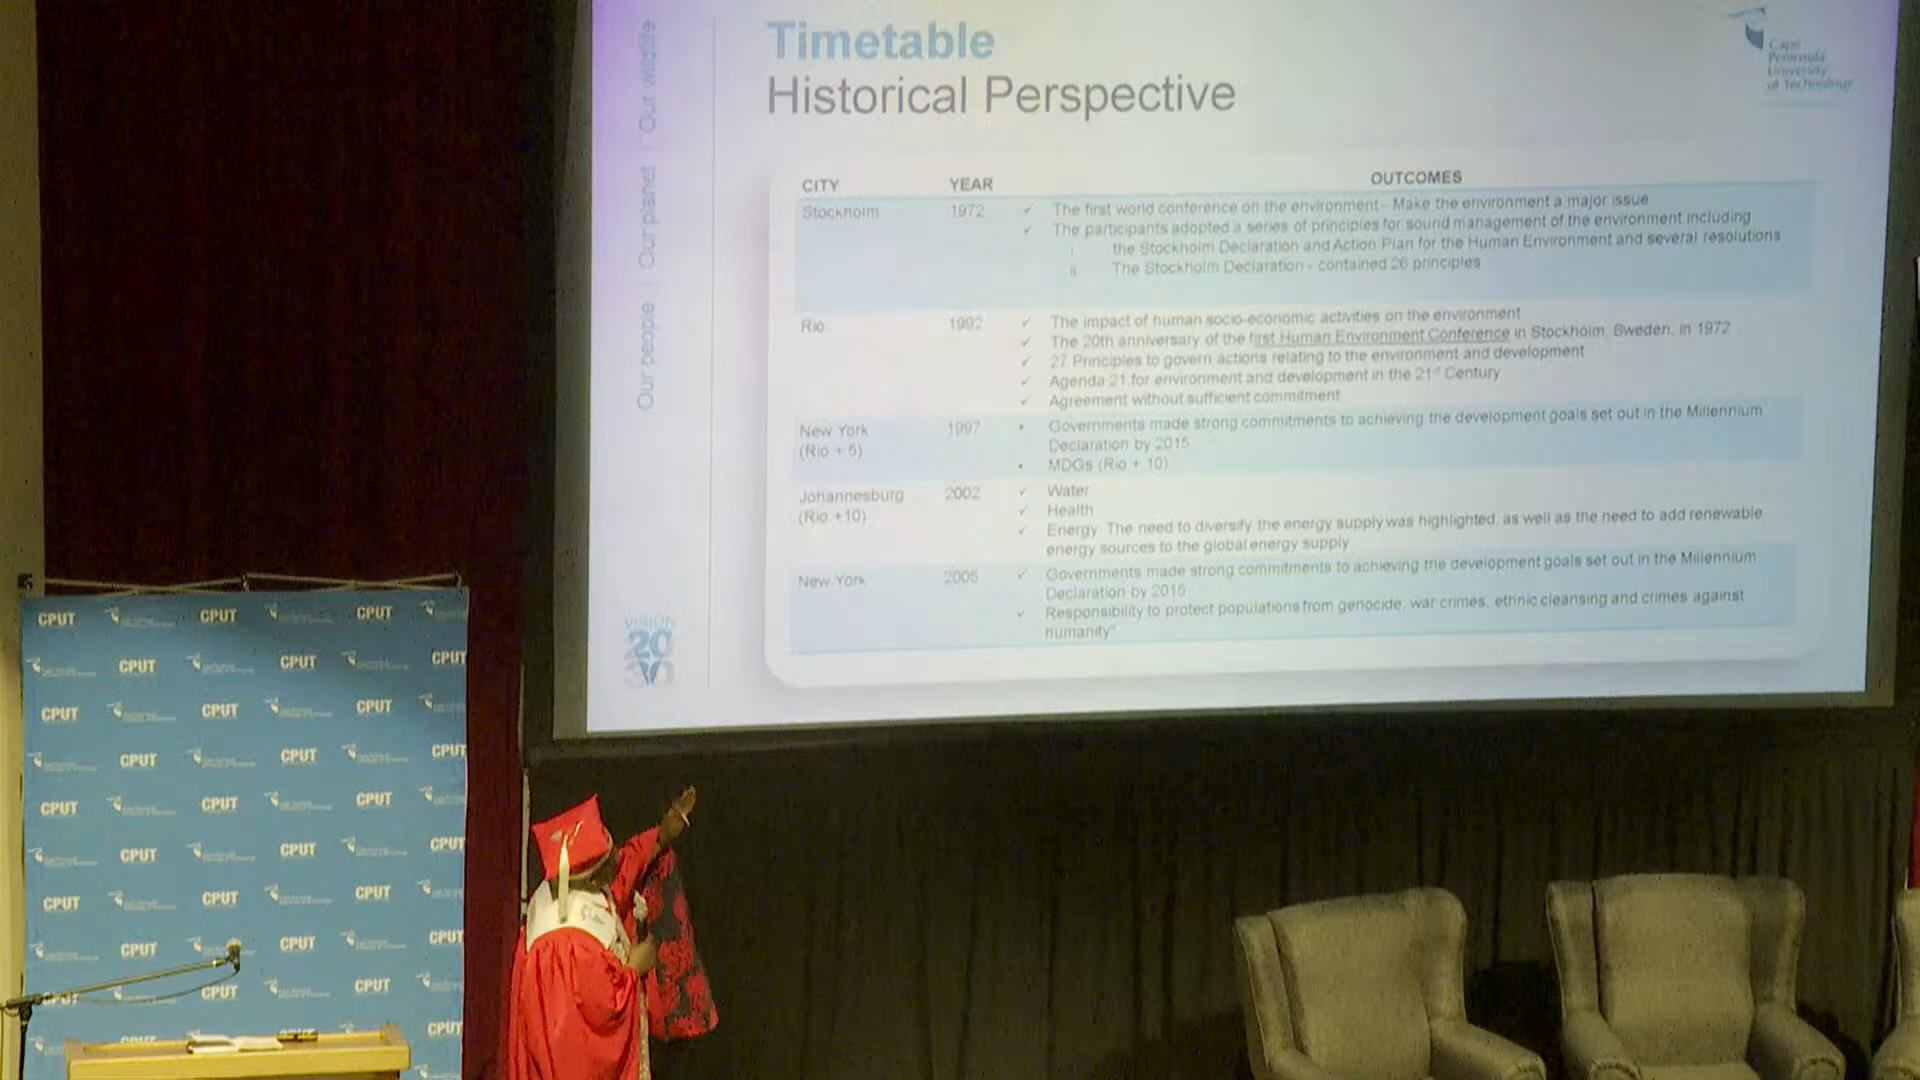 Timetable
Historical Perspective
Cape
Peninsula
University
of Technology
Our people | Our planet | Our wildlife
CITY YEAR OUTCOMES
Stockholm 1972 ✓ The first world conference on the environment - Make the environment a major issue
✓ The participants adopted a series of principles for sound management of the environment including
i. the Stockholm Declaration and Action Plan for the Human Environment and several resolutions
ii. The Stockholm Declaration - contained 26 principles
Rio 1992 ✓ The impact of human socio-economic activities on the environment
✓ The 20th anniversary of the first Human Environment Conference in Stockholm, Sweden, in 1972
✓ 27 Principles to govern actions relating to the environment and development
✓ Agenda 21 for environment and development in the 21st Century
✓ Agreement without sufficient commitment
New York 1997 • Governments made strong commitments to achieving the development goals set out in the Millennium
(Rio + 5) Declaration by 2015
• MDGs (Rio + 10)
Johannesburg 2002 ✓ Water
(Rio +10) ✓ Health
✓ Energy. The need to diversify the energy supply was highlighted, as well as the need to add renewable
energy sources to the global energy supply
New York 2005 ✓ Governments made strong commitments to achieving the development goals set out in the Millennium
Declaration by 2015
✓ Responsibility to protect populations from genocide, war crimes, ethnic cleansing and crimes against
humanity"
VISION
2030
CPUT CPUT CPUT
CPUT CPUT CPUT
CPUT CPUT CPUT
CPUT CPUT CPUT
CPUT CPUT CPUT
CPUT CPUT CPUT
CPUT CPUT CPUT
CPUT CPUT CPUT
CPUT CPUT CPUT
CPUT CPUT CPUT